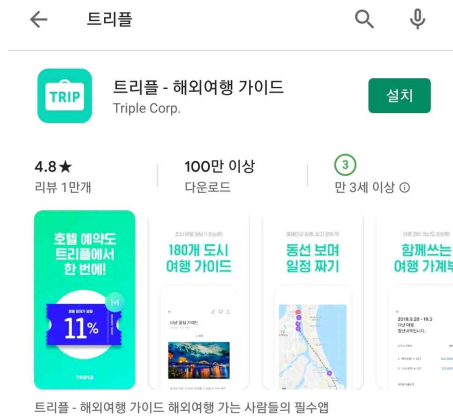 트리플
TRIP
트리플 - 해외여행 가이드
Triple Corp.
설치
4.8★
리뷰 1만개
100만 이상
다운로드
3
만 3세 이상
호텔 예약도
트리플에서
한 번에!
11%
TRIPLE
180개 도시
여행 가이드
동선 보며
일정 짜기
함께쓰는
여행 가계부
트리플 - 해외여행 가이드 해외여행 가는 사람들의 필수앱